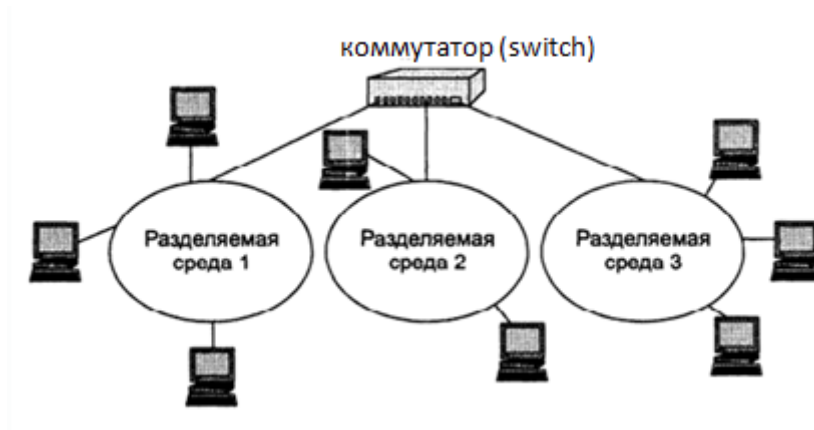 коммутатор (switch)
Разделяемая
среда 1
Разделяемая
среда 2
Разделяемая
среда 3